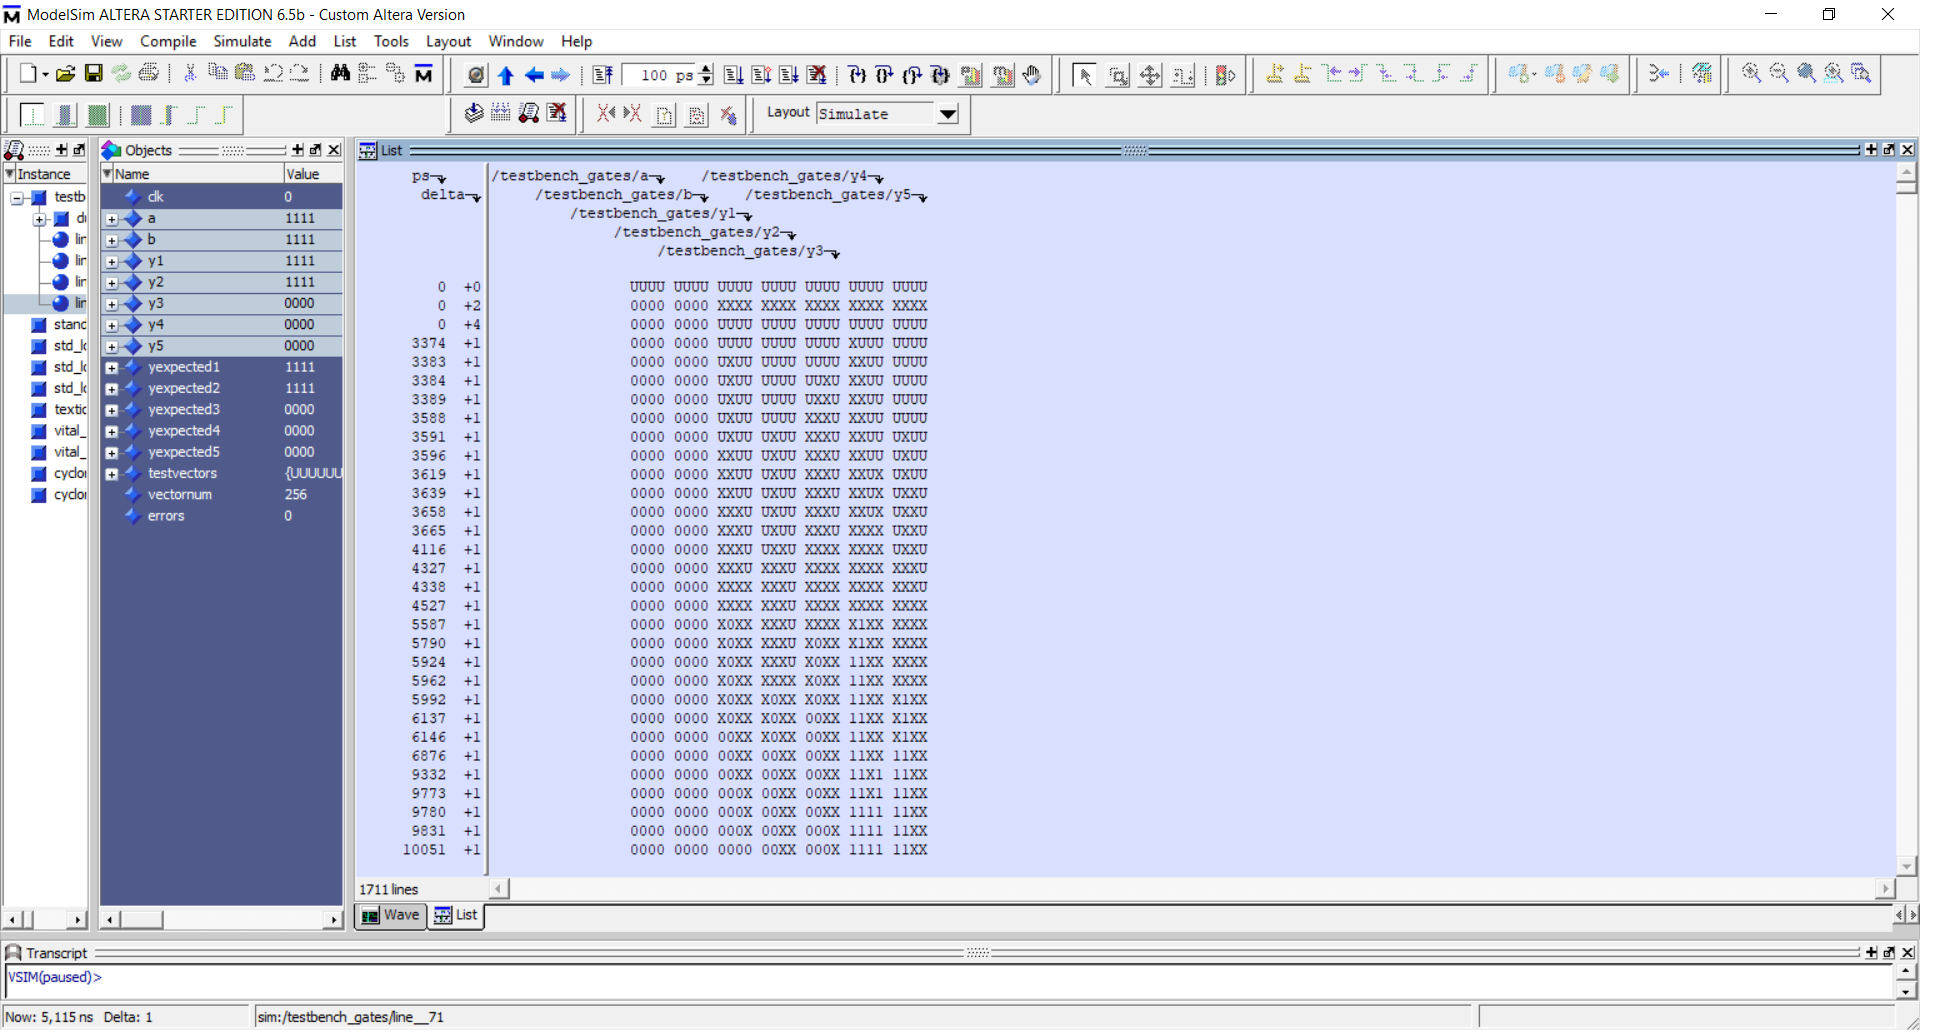 ModelSim ALTERA STARTER EDITION 6.5b - Custom Altera Version
File Edit View Compile Simulate Add List Tools Layout Window Help
100 ps
Layout Simulate
Instance
testb
lin
lin
lin
lin
stand
textio
vital_
vital_
cyclor
cyclor
Objects
Name Value
clk 0
a 1111
b 1111
y1 1111
y2 1111
y3 0000
y4 0000
y5 0000
yexpected1 1111
yexpected2 1111
yexpected3 0000
yexpected4 0000
yexpected5 0000
testvectors {UUUUUU
vectornum 256
errors 0
List
ps /testbench_gates/a /testbench_gates/y4
delta /testbench_gates/b /testbench_gates/y5
/testbench_gates/y1
/testbench_gates/y2
/testbench_gates/y3
0 +0 UUUU UUUU UUUU UUUU UUUU UUUU UUUU
0 +2 0000 0000 XXXX XXXX XXXX XXXX XXXX
0 +4 0000 0000 UUUU UUUU UUUU UUUU UUUU
3374 +1 0000 0000 UUUU UUUU UUUU XUUU UUUU
3383 +1 0000 0000 UXUU UUUU UUUU XXUU UUUU
3384 +1 0000 0000 UXUU UUUU UUXU XXUU UUUU
3389 +1 0000 0000 UXUU UUUU UXXU XXUU UUUU
3588 +1 0000 0000 UXUU UUUU XXXU XXUU UUUU
3591 +1 0000 0000 UXUU UXUU XXXU XXUU UXUU
3596 +1 0000 0000 XXUU UXUU XXXU XXUU UXUU
3619 +1 0000 0000 XXUU UXUU XXXU XXUX UXUU
3639 +1 0000 0000 XXUU UXUU XXXU XXUX UXXU
3658 +1 0000 0000 XXXU UXUU XXXU XXUX UXXU
3665 +1 0000 0000 XXXU UXUU XXXU XXXX UXXU
4116 +1 0000 0000 XXXU UXXU XXXX XXXX UXXU
4327 +1 0000 0000 XXXU XXXU XXXX XXXX XXXU
4338 +1 0000 0000 XXXX XXXU XXXX XXXX XXXU
4527 +1 0000 0000 XXXX XXXU XXXX XXXX XXXX
5587 +1 0000 0000 X0XX XXXU XXXX X1XX XXXX
5790 +1 0000 0000 X0XX XXXU X0XX X1XX XXXX
5924 +1 0000 0000 X0XX XXXU X0XX 11XX XXXX
5962 +1 0000 0000 X0XX XXXX X0XX 11XX XXXX
5992 +1 0000 0000 X0XX X0XX X0XX 11XX X1XX
6137 +1 0000 0000 X0XX X0XX 00XX 11XX X1XX
6146 +1 0000 0000 00XX X0XX 00XX 11XX X1XX
6876 +1 0000 0000 00XX 00XX 00XX 11XX 11XX
9332 +1 0000 0000 00XX 00XX 00XX 11X1 11XX
9773 +1 0000 0000 000X 00XX 00XX 11X1 11XX
9780 +1 0000 0000 000X 00XX 00XX 1111 11XX
9831 +1 0000 0000 000X 00XX 000X 1111 11XX
10051 +1 0000 0000 0000 00XX 000X 1111 11XX
1711 lines
Wave List
Transcript
VSIM(paused)>
Now: 5,115 ns Delta: 1 sim:/testbench_gates/line__71